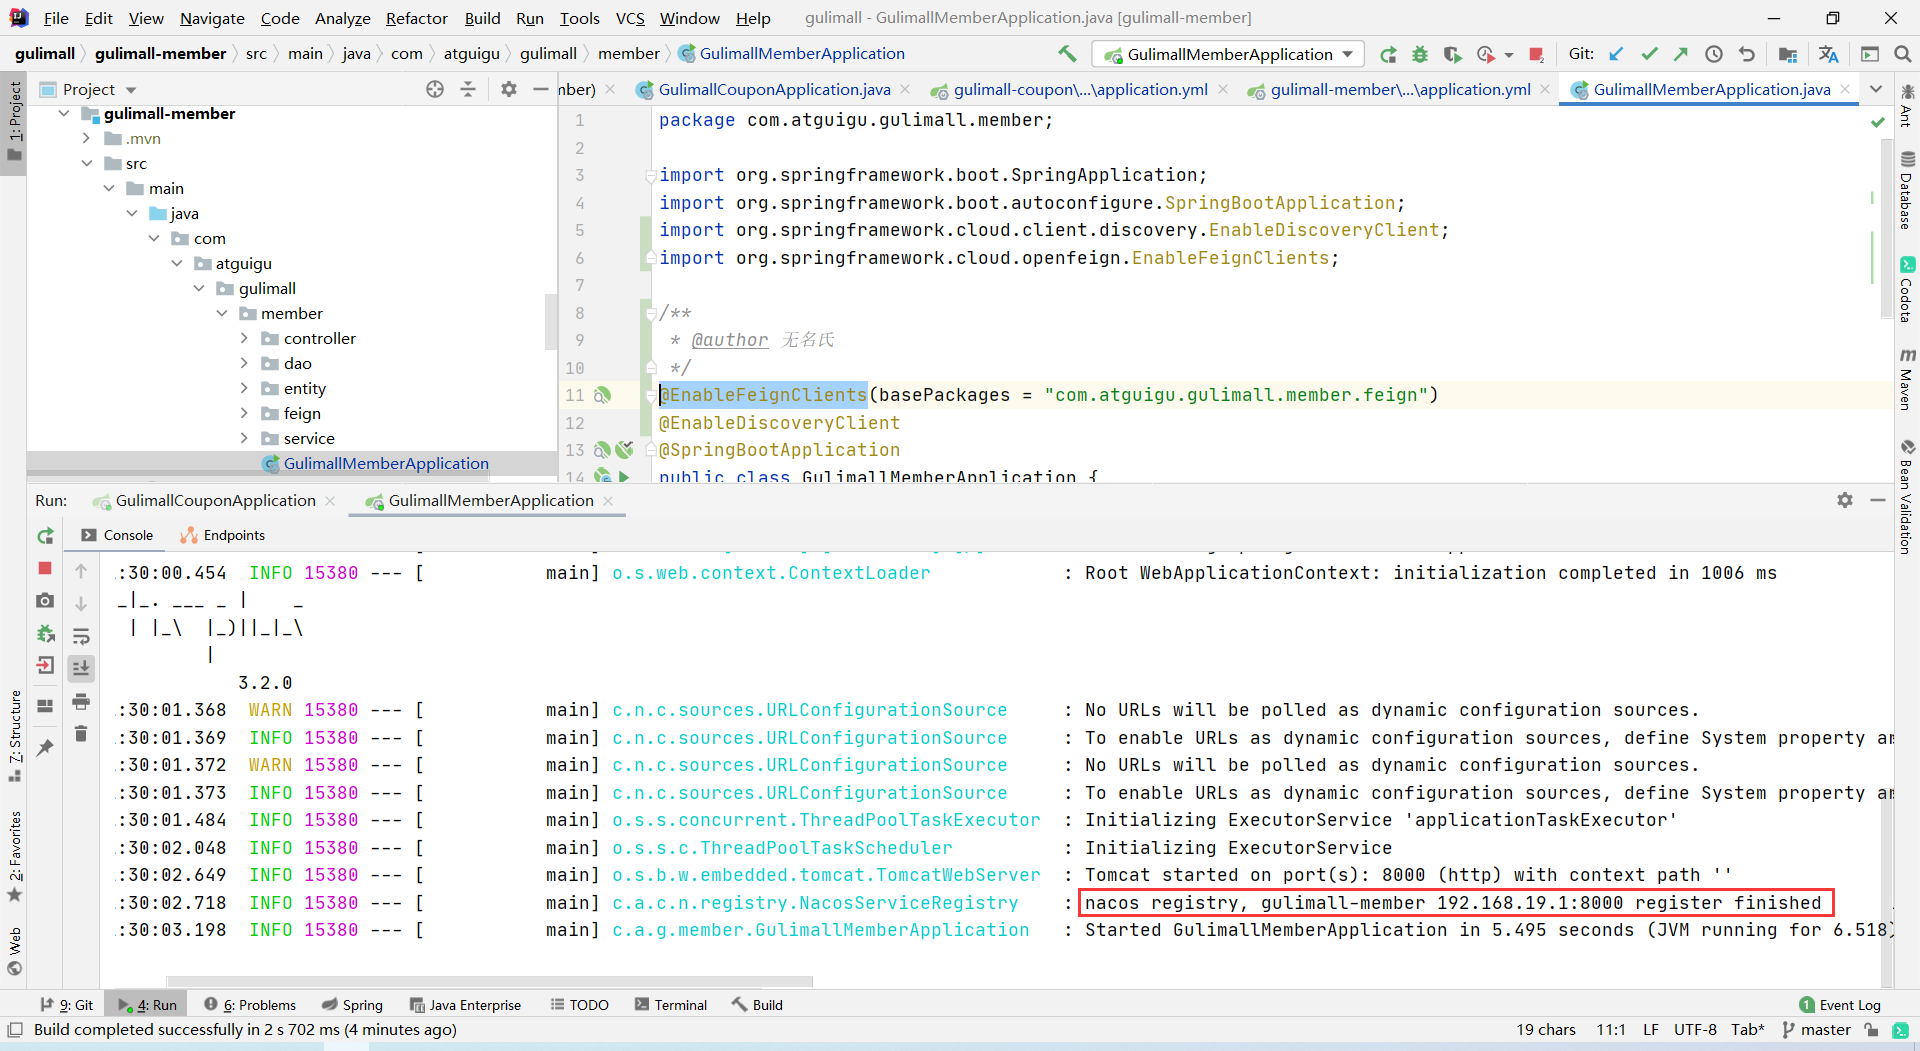 File Edit View Navigate Code Analyze Refactor Build Run Tools VCS Window Help gulimall - GulimallMemberApplication.java [gulimall-member]
gulimall gulimall-member src main java com atguigu gulimall member GulimallMemberApplication GulimallMemberApplication Git:
1: Project
Project
gulimall-member
.mvn
src
main
java
com
atguigu
gulimall
member
controller
dao
entity
feign
service
GulimallMemberApplication
mber) GulimallCouponApplication.java gulimall-coupon\...\application.yml gulimall-member\...\application.yml GulimallMemberApplication.java
1 package com.atguigu.gulimall.member;
2
3 import org.springframework.boot.SpringApplication;
4 import org.springframework.boot.autoconfigure.SpringBootApplication;
5 import org.springframework.cloud.client.discovery.EnableDiscoveryClient;
6 import org.springframework.cloud.openfeign.EnableFeignClients;
7
8 /**
9 * @author 无名氏
10 */
11 @EnableFeignClients(basePackages = "com.atguigu.gulimall.member.feign")
12 @EnableDiscoveryClient
13 @SpringBootApplication
14 public class GulimallMemberApplication {
Ant
Database
Codota
Maven
Bean Validation
Run: GulimallCouponApplication GulimallMemberApplication
Console Endpoints
:30:00.454 INFO 15380 --- [ main] o.s.web.context.ContextLoader : Root WebApplicationContext: initialization completed in 1006 ms
_|_. ___ _ | _
| |_\ |_)||_|_\
|
3.2.0
:30:01.368 WARN 15380 --- [ main] c.n.c.sources.URLConfigurationSource : No URLs will be polled as dynamic configuration sources.
:30:01.369 INFO 15380 --- [ main] c.n.c.sources.URLConfigurationSource : To enable URLs as dynamic configuration sources, define System property ar
:30:01.372 WARN 15380 --- [ main] c.n.c.sources.URLConfigurationSource : No URLs will be polled as dynamic configuration sources.
:30:01.373 INFO 15380 --- [ main] c.n.c.sources.URLConfigurationSource : To enable URLs as dynamic configuration sources, define System property ar
:30:01.484 INFO 15380 --- [ main] o.s.s.concurrent.ThreadPoolTaskExecutor : Initializing ExecutorService 'applicationTaskExecutor'
:30:02.048 INFO 15380 --- [ main] o.s.s.c.ThreadPoolTaskScheduler : Initializing ExecutorService
:30:02.649 INFO 15380 --- [ main] o.s.b.w.embedded.tomcat.TomcatWebServer : Tomcat started on port(s): 8000 (http) with context path ''
:30:02.718 INFO 15380 --- [ main] c.a.c.n.registry.NacosServiceRegistry : nacos registry, gulimall-member 192.168.19.1:8000 register finished
:30:03.198 INFO 15380 --- [ main] c.a.g.member.GulimallMemberApplication : Started GulimallMemberApplication in 5.495 seconds (JVM running for 6.518)
7: Structure
2: Favorites
Web
9: Git 4: Run 6: Problems Spring Java Enterprise TODO Terminal Build 1 Event Log
Build completed successfully in 2 s 702 ms (4 minutes ago) 19 chars 11:1 LF UTF-8 Tab* master